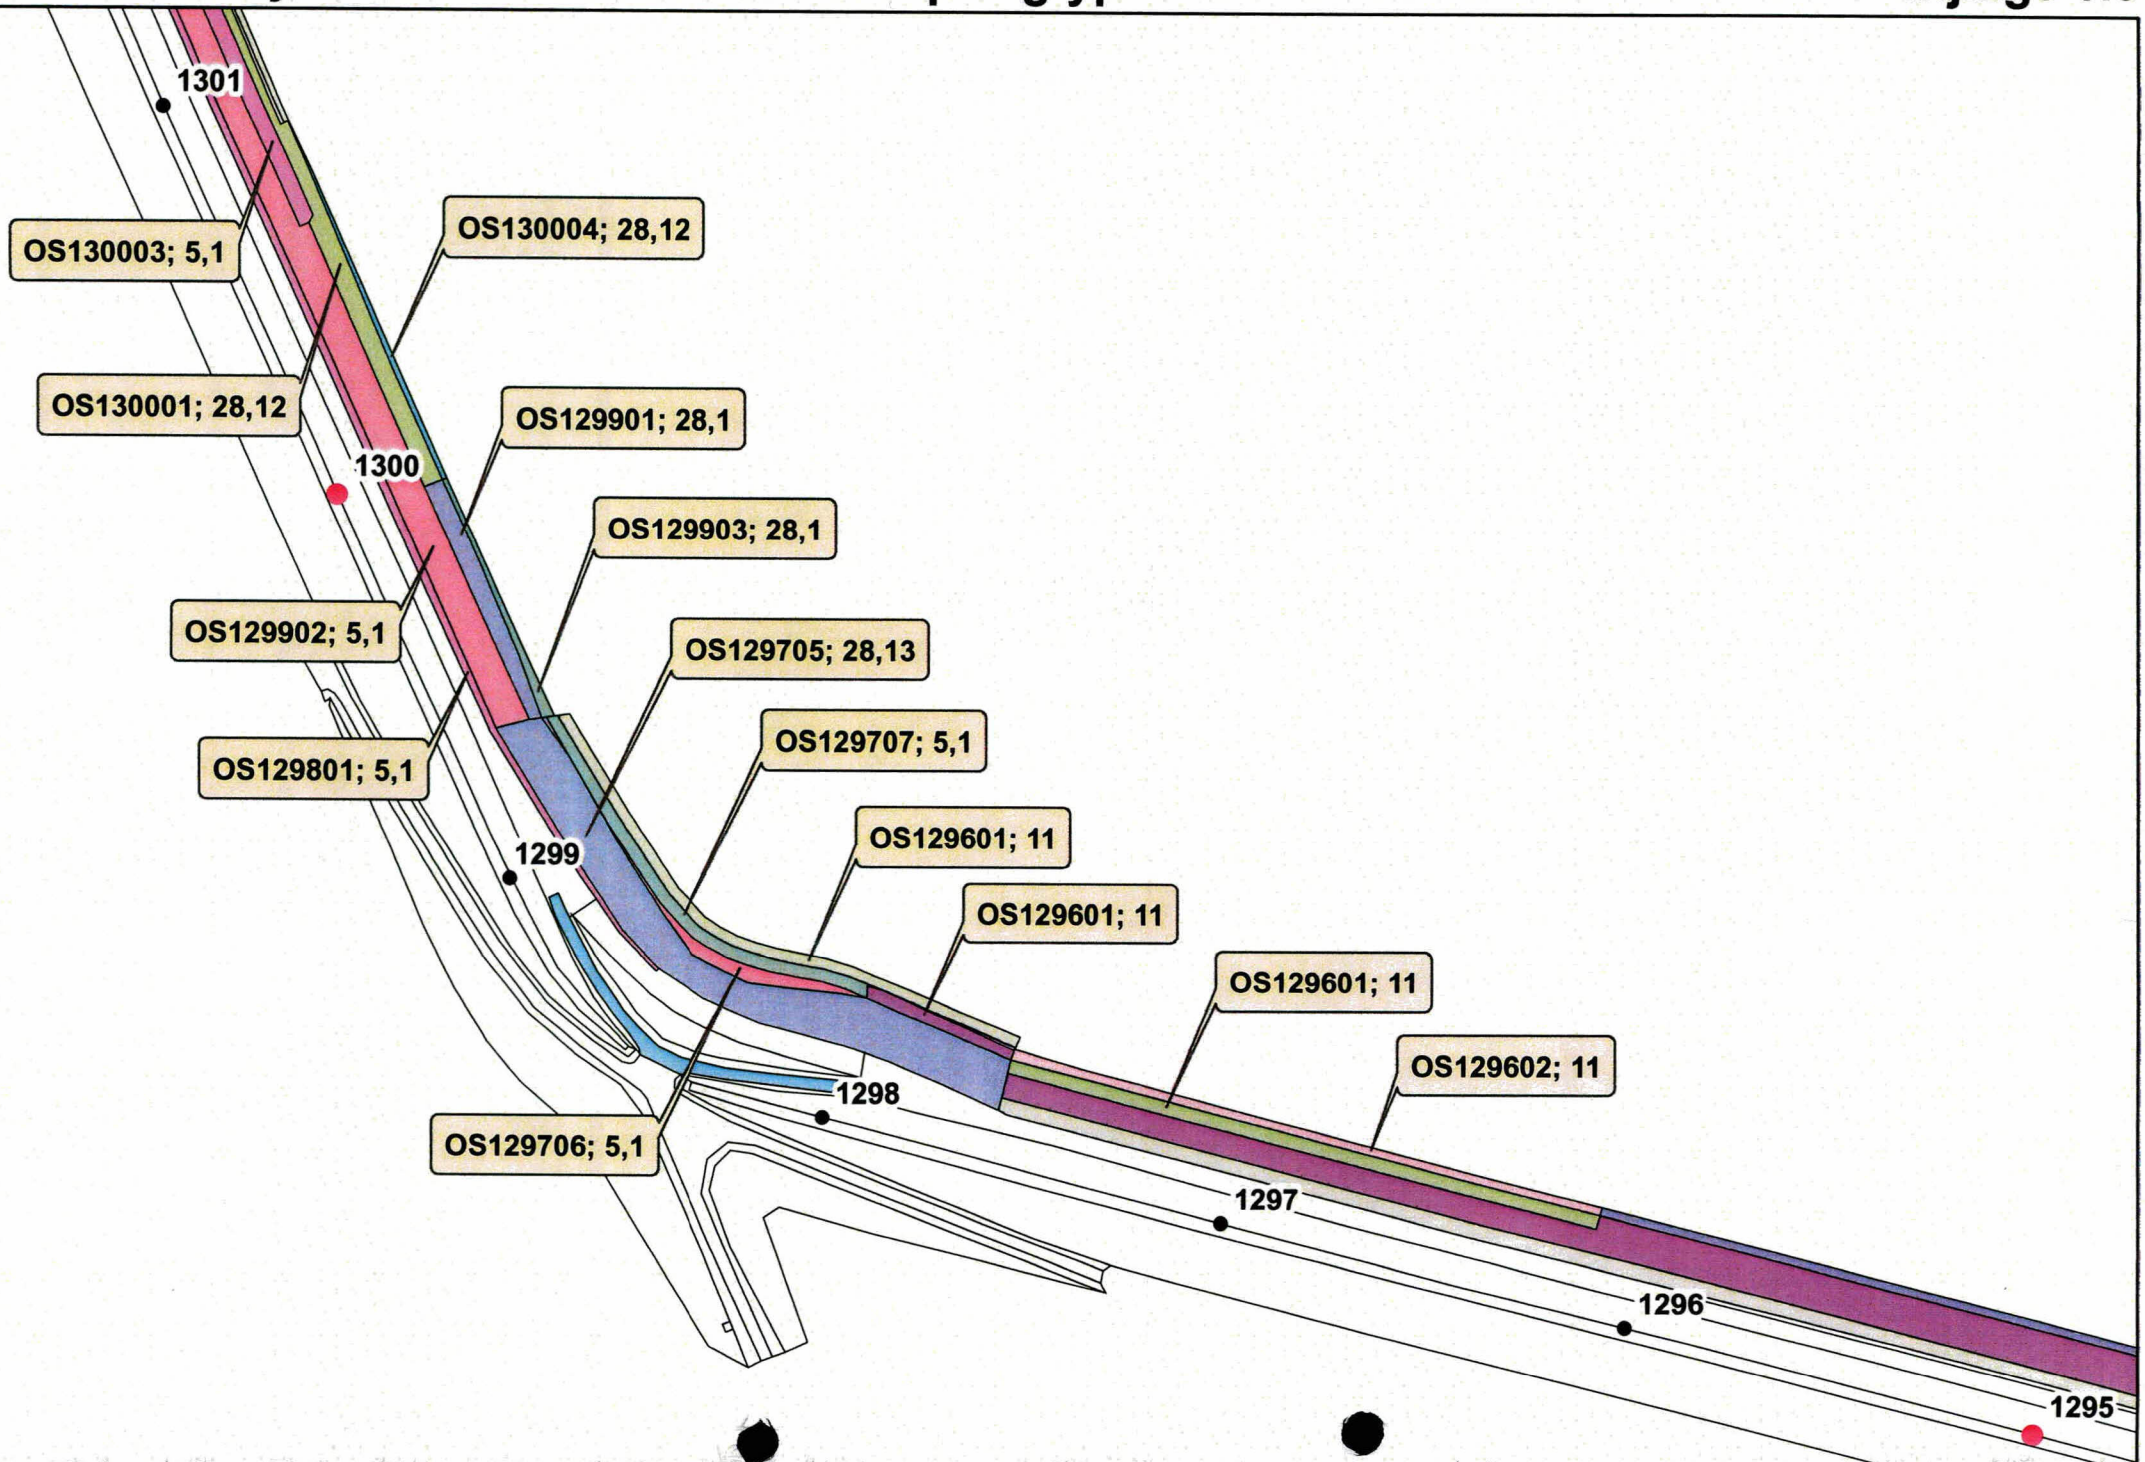 1301
OS130004; 28,12
OS130003; 5,1
OS130001; 28,12
OS129901; 28,1
1300
OS129903; 28,1
OS129902; 5,1
OS129705; 28,13
OS129707; 5,1
OS129801; 5,1
OS129601; 11
1299
OS129601; 11
OS129601; 11
OS129602; 11
1298
OS129706; 5,1
1297
1296
1295